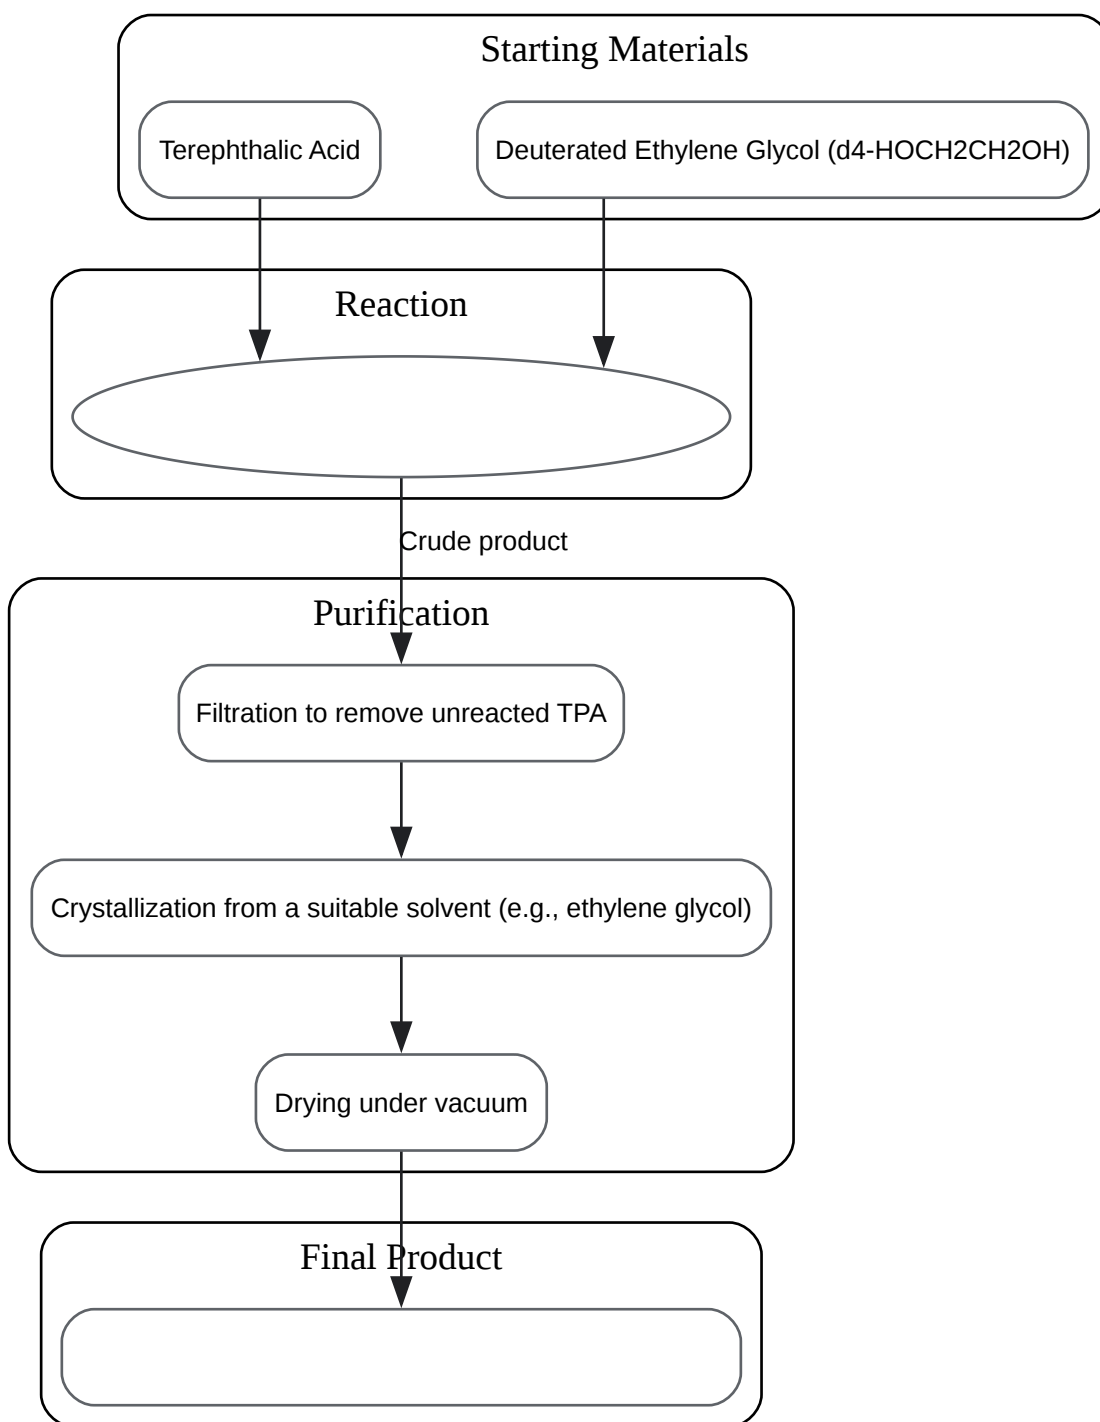 Starting Materials
Terephthalic Acid
Deuterated Ethylene Glycol (d4-HOCH2CH2OH)
Reaction
Crude product
Purification
Filtration to remove unreacted TPA
Crystallization from a suitable solvent (e.g., ethylene glycol)
Drying under vacuum
Final Product